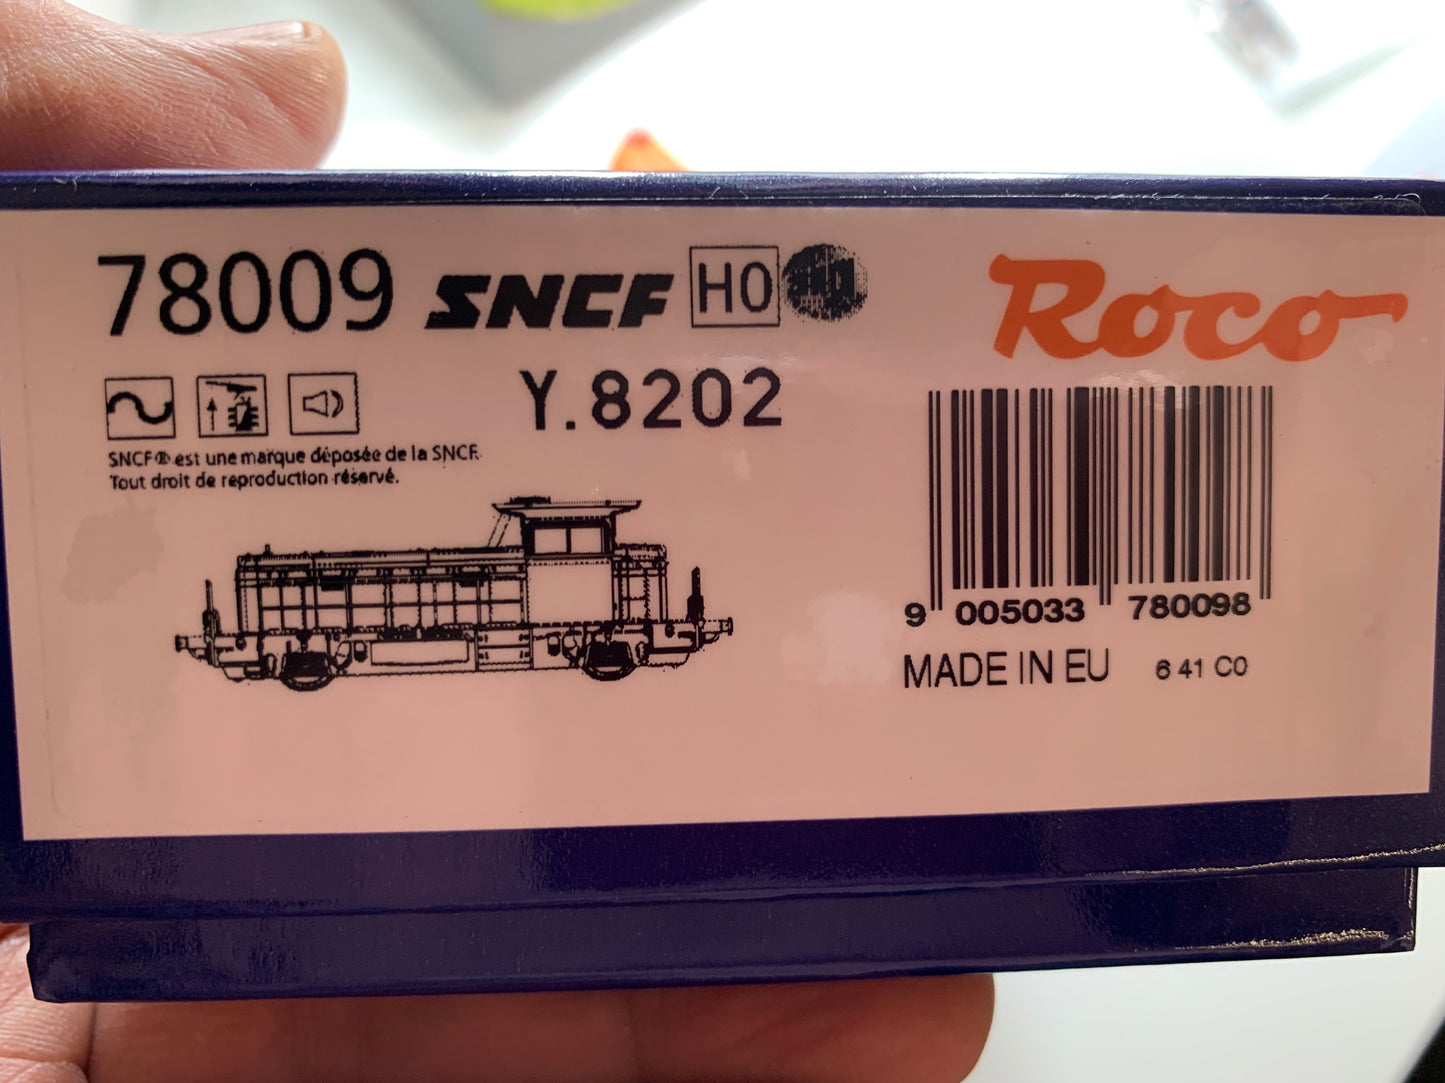 78009 SNCF H0
Roco
Y.8202
SNCF® est une marque déposée de la SNCF.
Tout droit de reproduction réservé.
9 005033 780098
MADE IN EU 6 41 C0